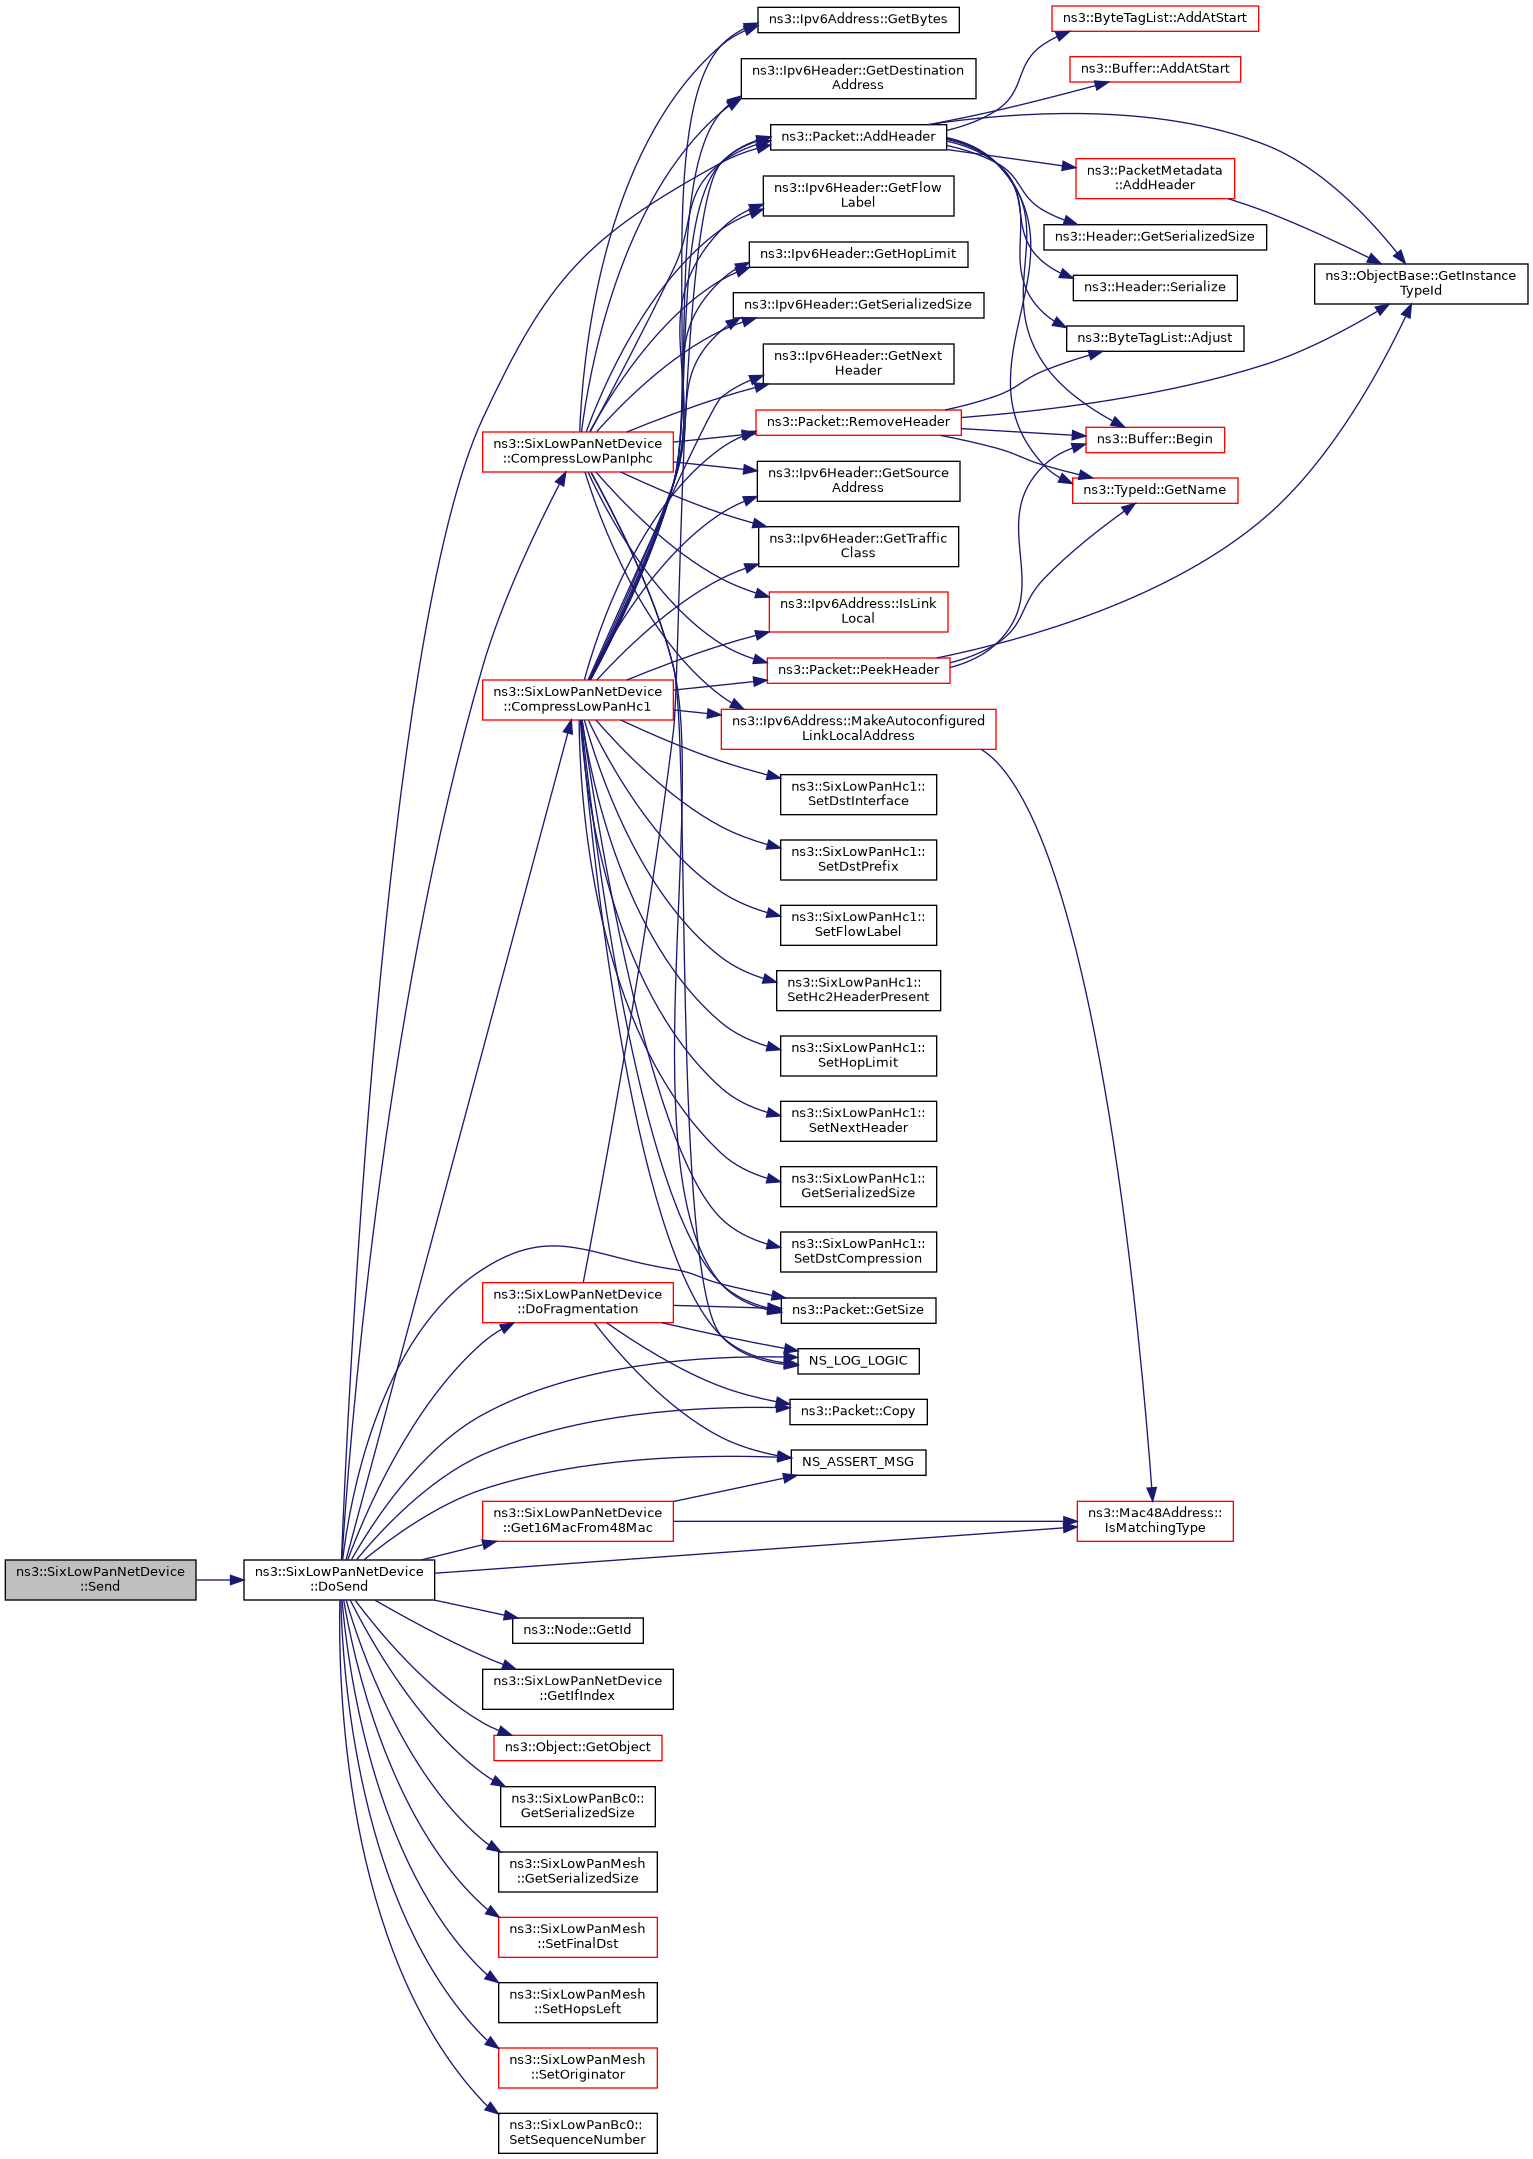 ns3::SixLowPanNetDevice
::Send
ns3::SixLowPanNetDevice
::DoSend
ns3::SixLowPanNetDevice
::CompressLowPanIphc
ns3::SixLowPanNetDevice
::CompressLowPanHc1
ns3::SixLowPanNetDevice
::DoFragmentation
ns3::SixLowPanNetDevice
::Get16MacFrom48Mac
ns3::Node::GetId
ns3::SixLowPanNetDevice
::GetIfIndex
ns3::Object::GetObject
ns3::SixLowPanBc0::
GetSerializedSize
ns3::SixLowPanMesh
::GetSerializedSize
ns3::SixLowPanMesh
::SetFinalDst
ns3::SixLowPanMesh
::SetHopsLeft
ns3::SixLowPanMesh
::SetOriginator
ns3::SixLowPanBc0::
SetSequenceNumber
ns3::Ipv6Address::GetBytes
ns3::Ipv6Header::GetDestination
Address
ns3::Packet::AddHeader
ns3::Ipv6Header::GetFlow
Label
ns3::Ipv6Header::GetHopLimit
ns3::Ipv6Header::GetSerializedSize
ns3::Ipv6Header::GetNext
Header
ns3::Packet::RemoveHeader
ns3::Ipv6Header::GetSource
Address
ns3::Ipv6Header::GetTraffic
Class
ns3::Ipv6Address::IsLink
Local
ns3::Packet::PeekHeader
ns3::Ipv6Address::MakeAutoconfigured
LinkLocalAddress
ns3::SixLowPanHc1::
SetDstInterface
ns3::SixLowPanHc1::
SetDstPrefix
ns3::SixLowPanHc1::
SetFlowLabel
ns3::SixLowPanHc1::
SetHc2HeaderPresent
ns3::SixLowPanHc1::
SetHopLimit
ns3::SixLowPanHc1::
SetNextHeader
ns3::SixLowPanHc1::
GetSerializedSize
ns3::SixLowPanHc1::
SetDstCompression
ns3::Packet::GetSize
NS_LOG_LOGIC
ns3::Packet::Copy
NS_ASSERT_MSG
ns3::ByteTagList::AddAtStart
ns3::Buffer::AddAtStart
ns3::PacketMetadata
::AddHeader
ns3::Header::GetSerializedSize
ns3::Header::Serialize
ns3::ByteTagList::Adjust
ns3::Buffer::Begin
ns3::TypeId::GetName
ns3::Mac48Address::
IsMatchingType
ns3::ObjectBase::GetInstance
TypeId